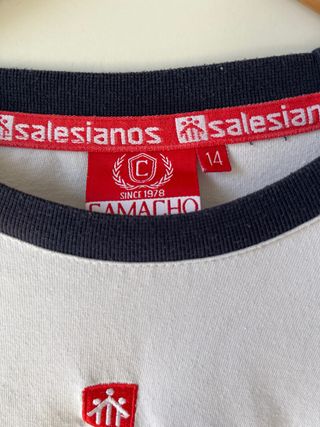 salesianos salesianos
C
14
SINCE 1978
CAMACHO